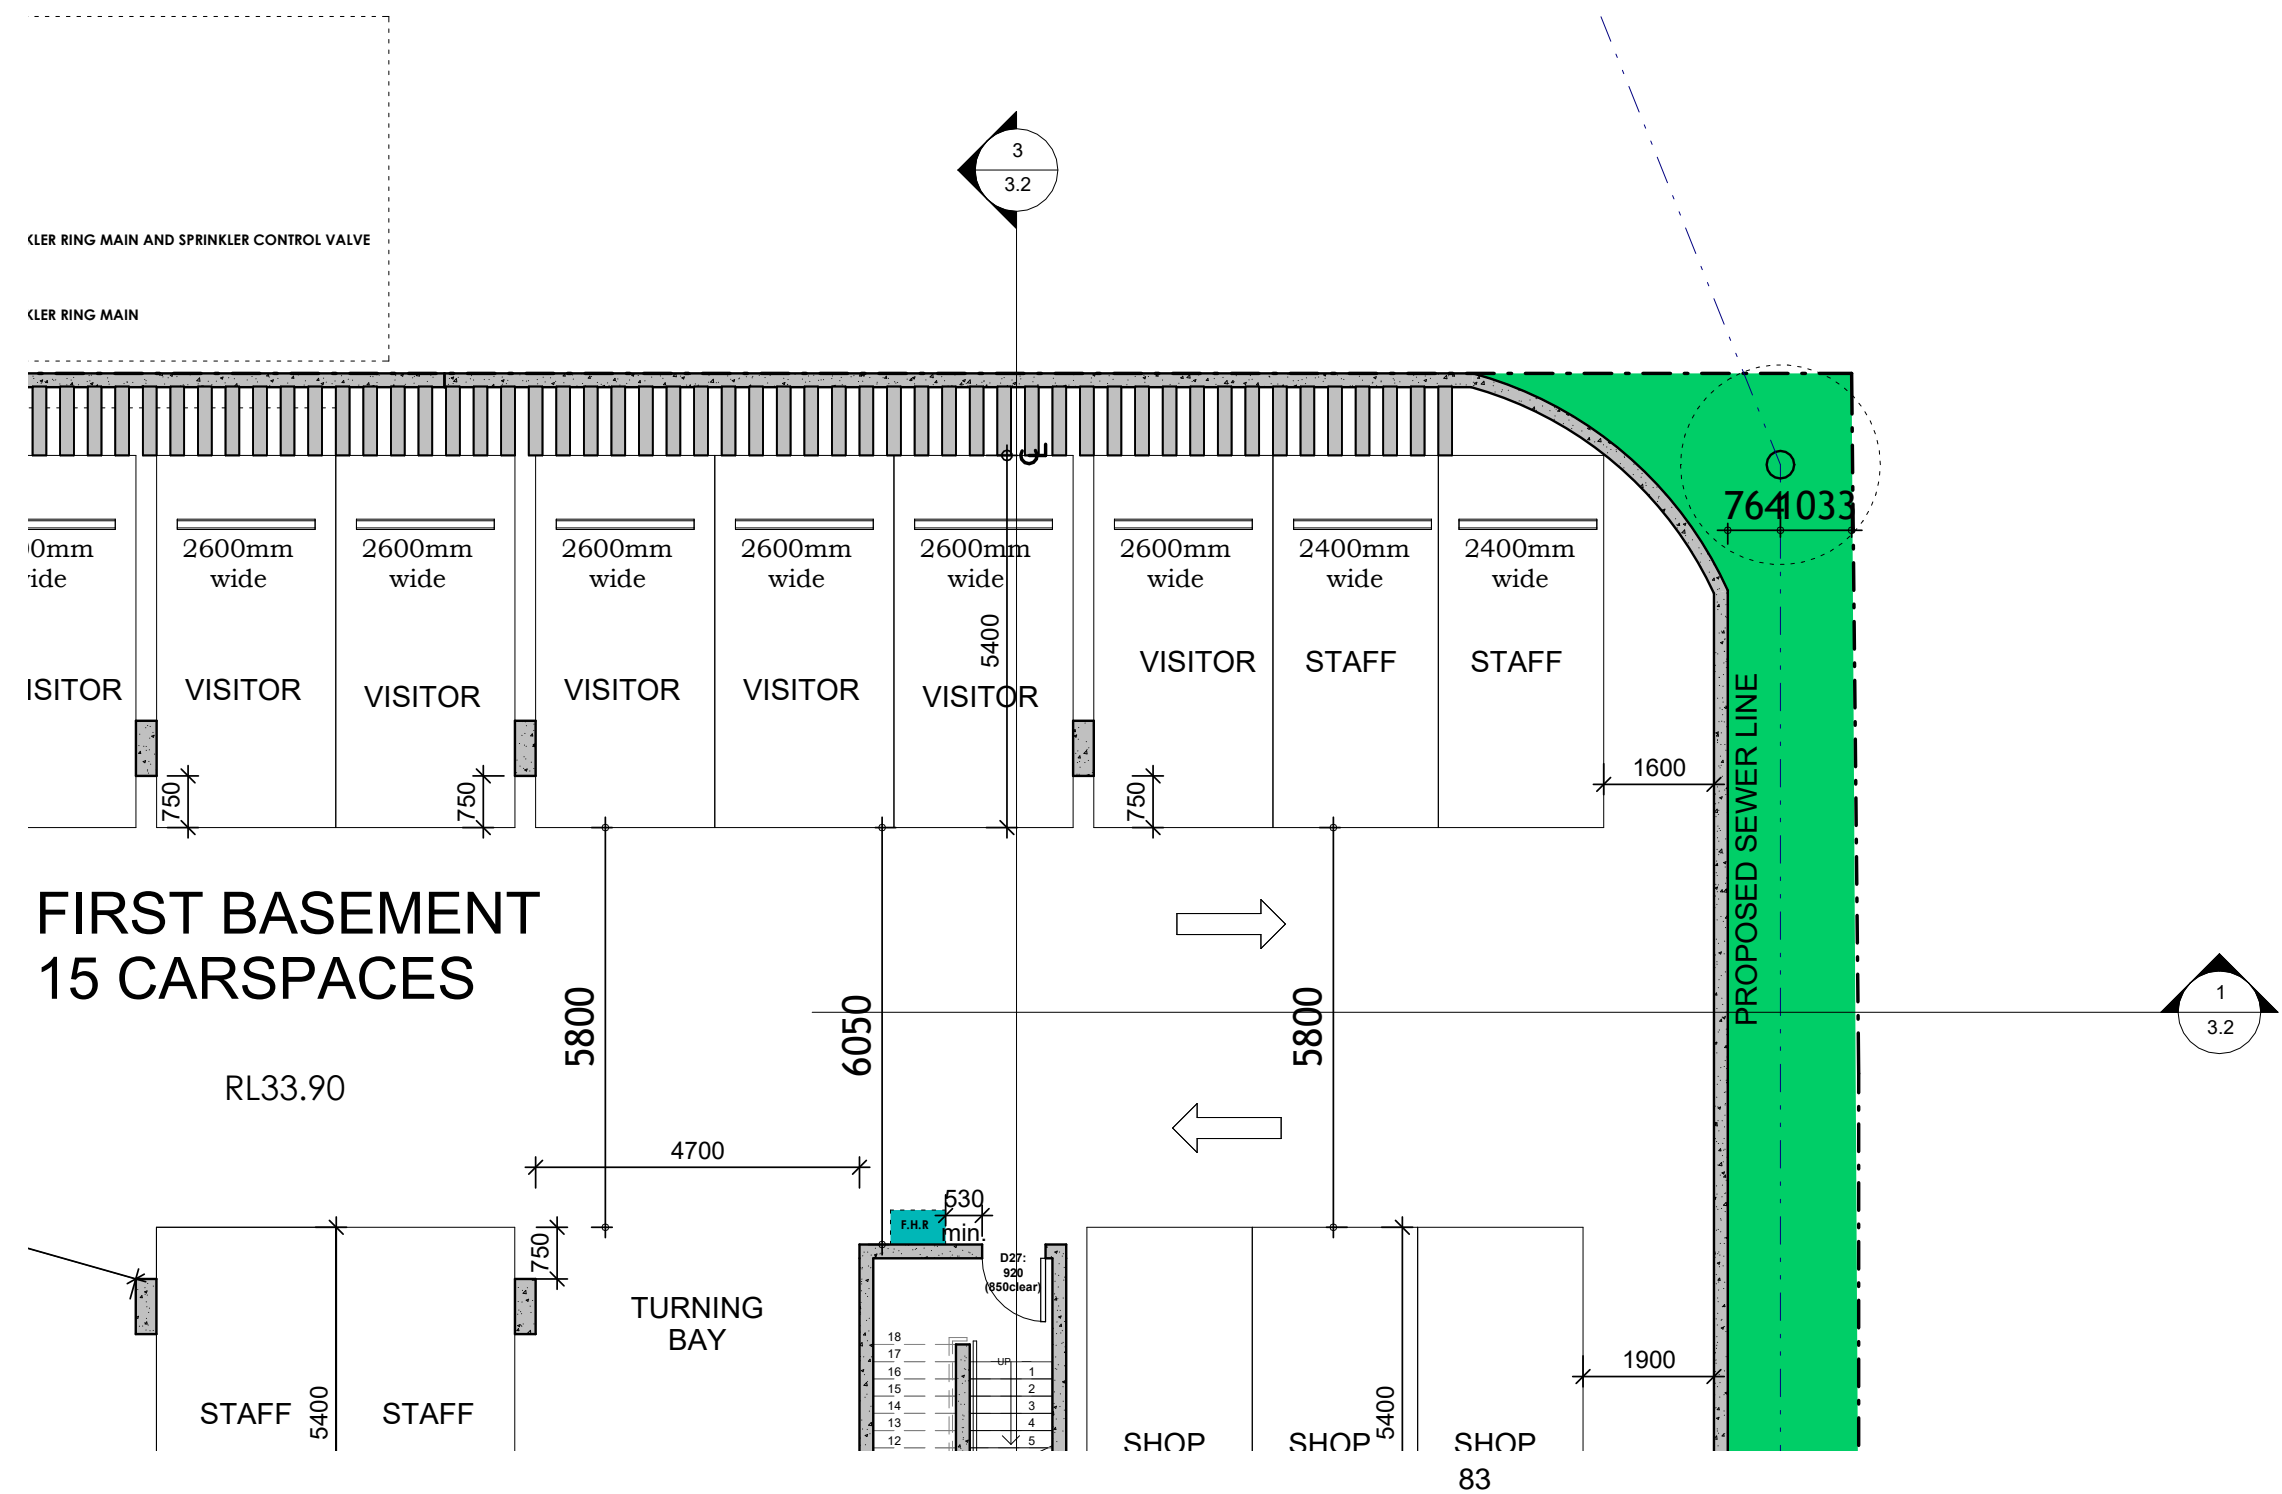 3
3.2
KLER RING MAIN AND SPRINKLER CONTROL VALVE
KLER RING MAIN
764 1033
0mm
2600mm
2600mm
2600mm
2600mm
2600mm
2600mm
2400mm
2400mm
ide
wide
wide
wide
wide
wide
wide
wide
wide
5400
ISITOR
VISITOR
VISITOR
VISITOR
VISITOR
VISITOR
VISITOR
STAFF
STAFF
PROPOSED SEWER LINE
1600
750
750
750
FIRST BASEMENT
15 CARSPACES
5800
6050
5800
1
3.2
RL33.90
4700
530
min.
F.H.R
750
D27:
920
(850clear)
TURNING
BAY
18
17
16
15
14
13
12
UP
1
2
3
4
5
1900
STAFF
5400
STAFF
SHOP
SHOP
5400
SHOP
83